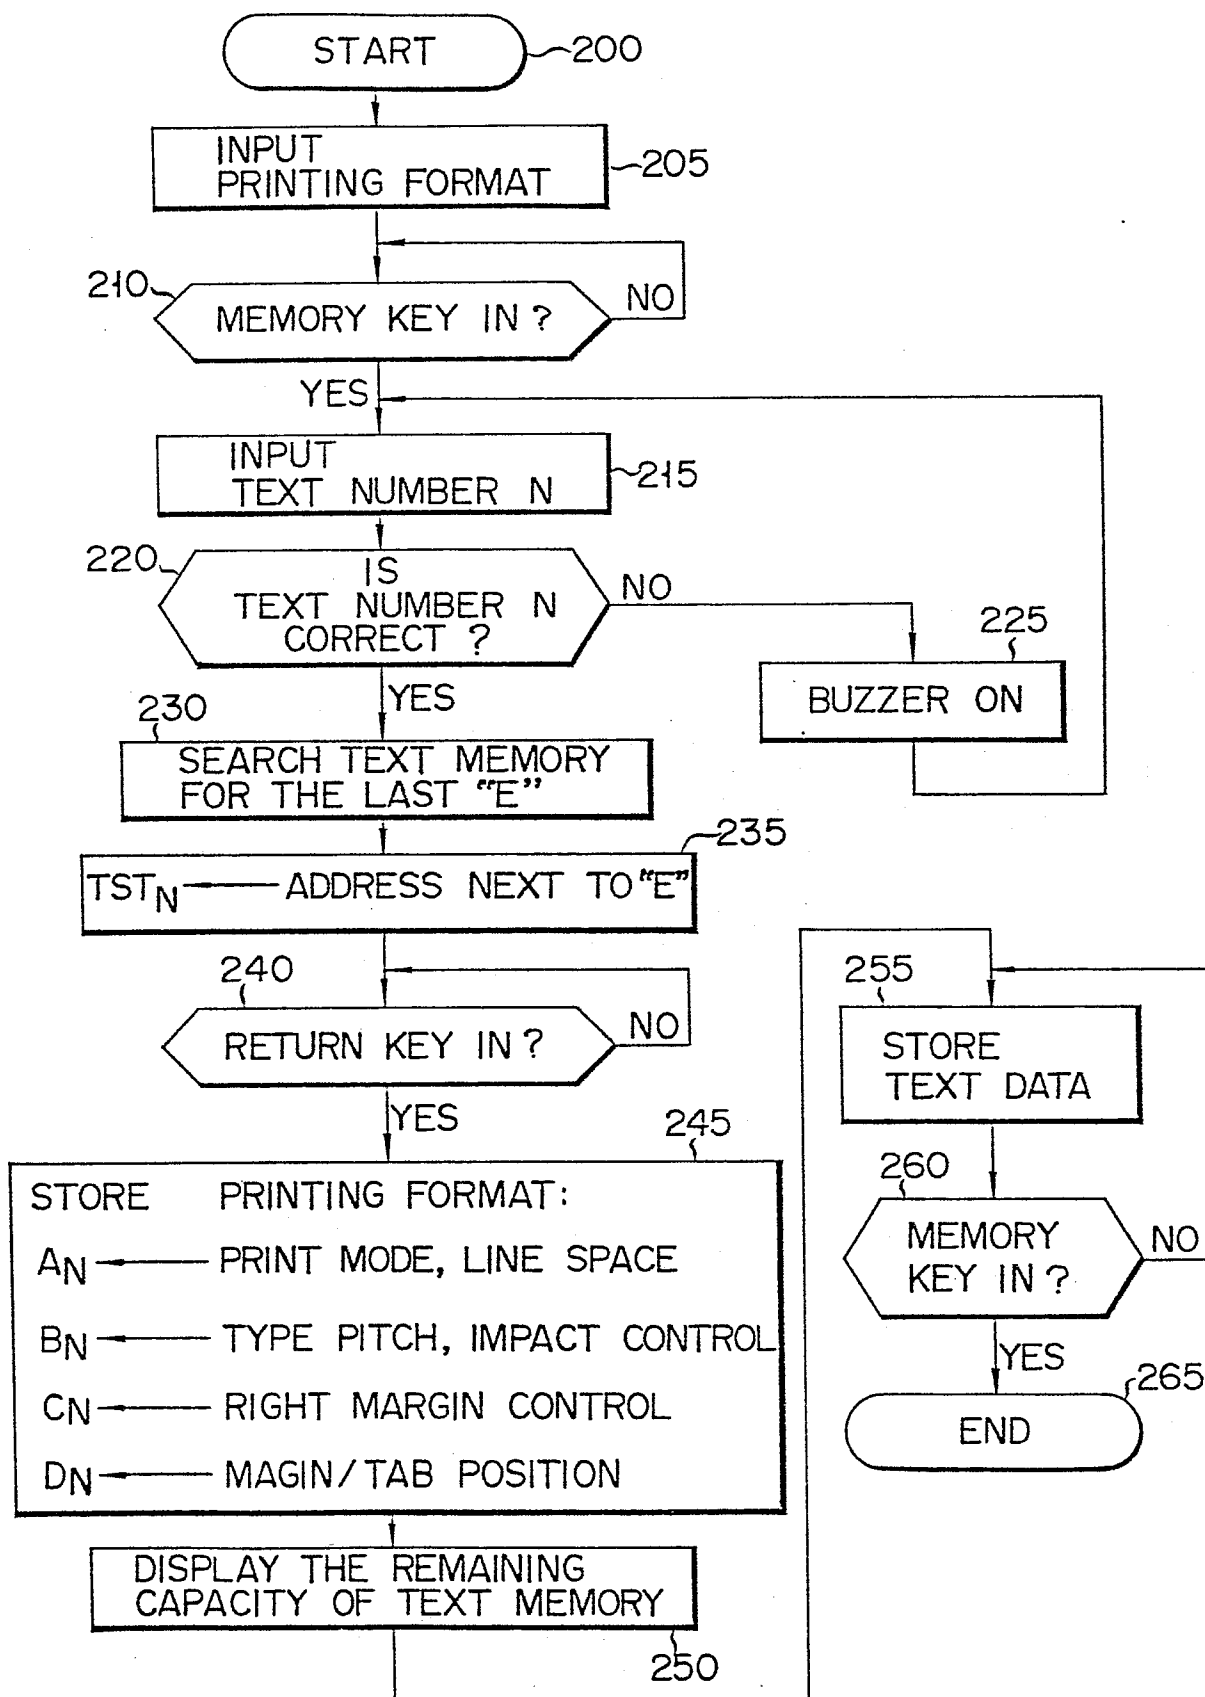 START
200
INPUT
PRINTING FORMAT
205
210
MEMORY KEY IN ?
NO
YES
INPUT
TEXT NUMBER N
215
220
IS
TEXT NUMBER N
CORRECT ?
NO
225
BUZZER ON
YES
230
SEARCH TEXT MEMORY
FOR THE LAST "E"
235
TSTN ADDRESS NEXT TO "E"
240
RETURN KEY IN ?
NO
YES
245
STORE PRINTING FORMAT:
AN PRINT MODE, LINE SPACE
BN TYPE PITCH, IMPACT CONTROL
CN RIGHT MARGIN CONTROL
DN MAGIN/TAB POSITION
DISPLAY THE REMAINING
CAPACITY OF TEXT MEMORY
250
255
STORE
TEXT DATA
260
MEMORY
KEY IN ?
NO
YES
265
END